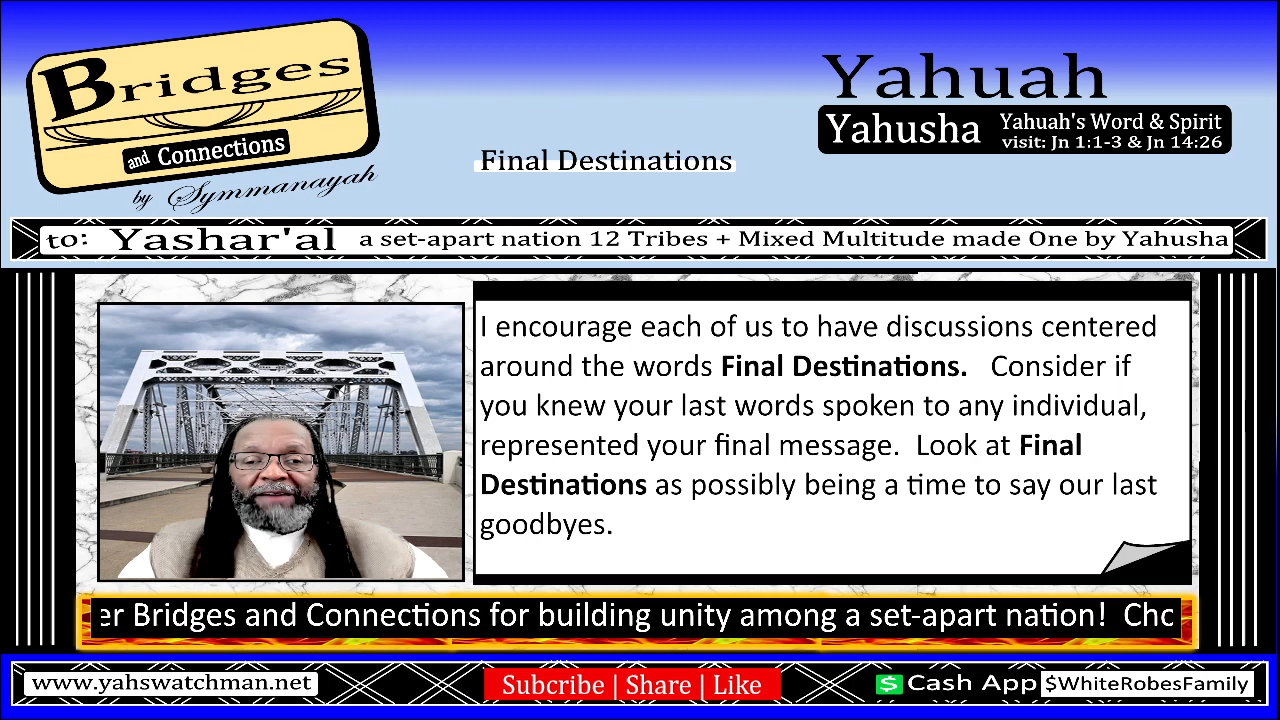 Bridges
and Connections
by Symmanayah
Final Destinations
Yahuah
Yahusha
Yahuah's Word & Spirit
visit: Jn 1:1-3 & Jn 14:26
to: Yashar'al a set-apart nation 12 Tribes + Mixed Multitude made One by Yahusha
I encourage each of us to have discussions centered
around the words Final Destinations. Consider if
you knew your last words spoken to any individual,
represented your final message. Look at Final
Destinations as possibly being a time to say our last
goodbyes.
er Bridges and Connections for building unity among a set-apart nation! Chc
www.yahswatchman.net
Subcribe | Share | Like
$ Cash App $WhiteRobesFamily